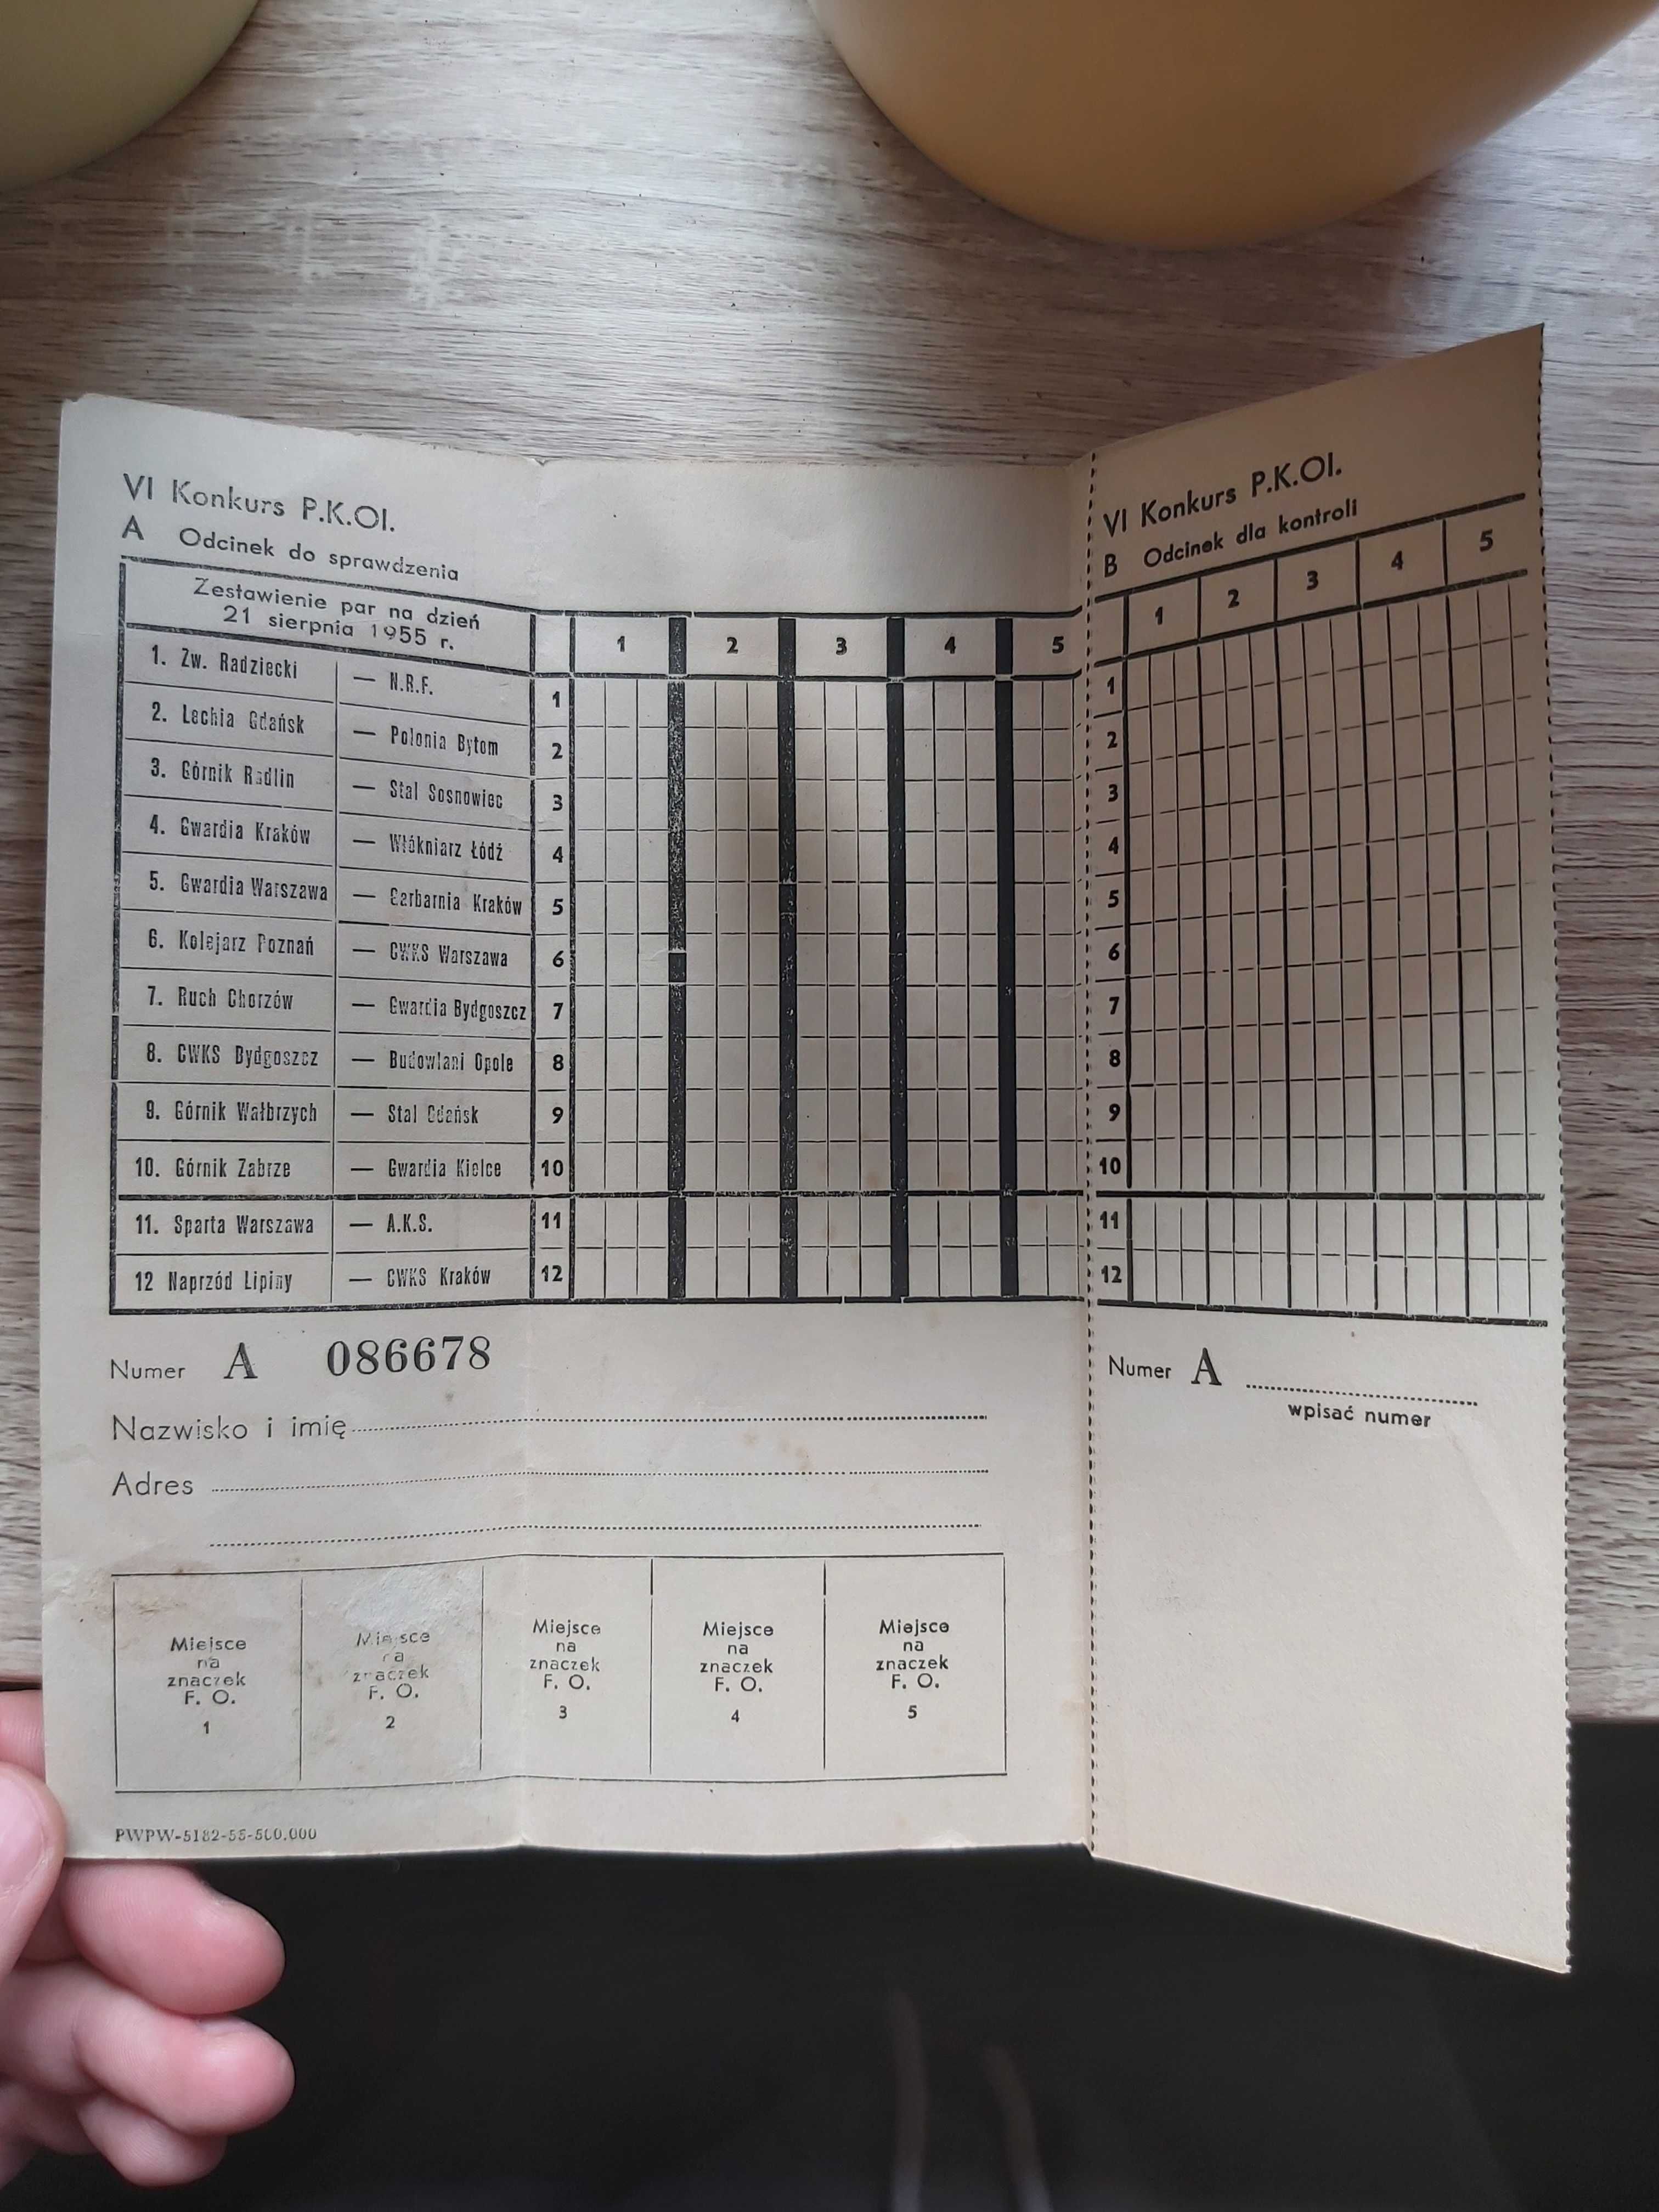 VI Konkurs P.K.Ol.
A Odcinek do sprawdzenia
Zestawienie par na dzień
21 sierpnia 1955 r.
1 2 3 4 5
1. Zw. Radziecki — N.R.F. 1
2. Lechia Gdańsk — Polonia Bytom 2
3. Górnik Radlin — Stal Sosnowiec 3
4. Gwardia Kraków — Włókniarz Łódź 4
5. Gwardia Warszawa — Garbarnia Kraków 5
6. Kolejarz Poznań — CWKS Warszawa 6
7. Ruch Chorzów — Gwardia Bydgoszcz 7
8. CWKS Bydgoszcz — Budowlani Opole 8
9. Górnik Wałbrzych — Stal Gdańsk 9
10. Górnik Zabrze — Gwardia Kielce 10
11. Sparta Warszawa — A.K.S. 11
12 Naprzód Lipiny — CWKS Kraków 12
Numer A 086678
Nazwisko i imię
Adres
Miejsce
na
znaczek
F. O.
1
Miejsce
na
znaczek
F. O.
2
Miejsce
na
znaczek
F. O.
3
Miejsce
na
znaczek
F. O.
4
Miejsce
na
znaczek
F. O.
5
PWPW-5182-55-500.000
VI Konkurs P.K.Ol.
B Odcinek dla kontroli
1 2 3 4 5
1
2
3
4
5
6
7
8
9
10
11
12
Numer A
wpisać numer